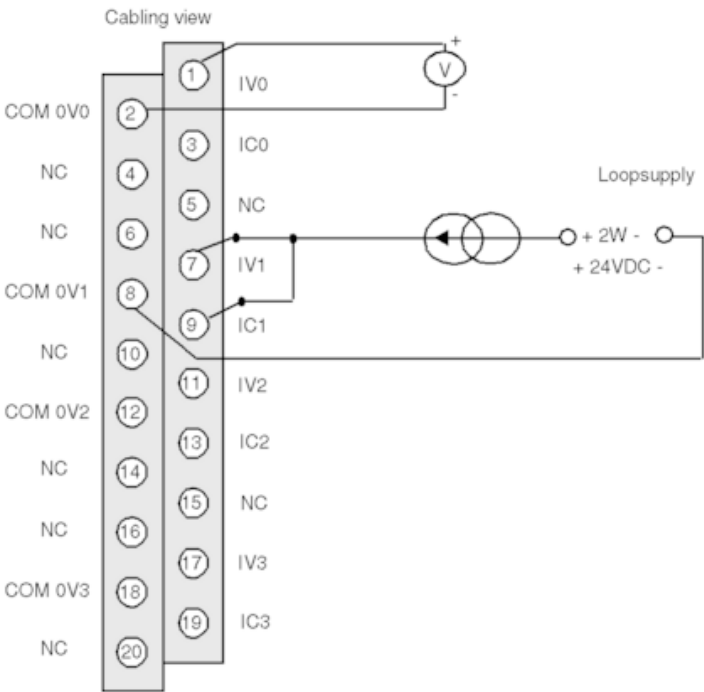 Cabling view
1
+
V
-
IV0
COM 0V0
2
3
IC0
NC
4
Loopsupply
5
NC
NC
6
+ 2W -
7
IV1
+ 24VDC -
COM 0V1
8
9
IC1
NC
10
11
IV2
COM 0V2
12
13
IC2
NC
14
15
NC
NC
16
17
IV3
COM 0V3
18
19
IC3
NC
20